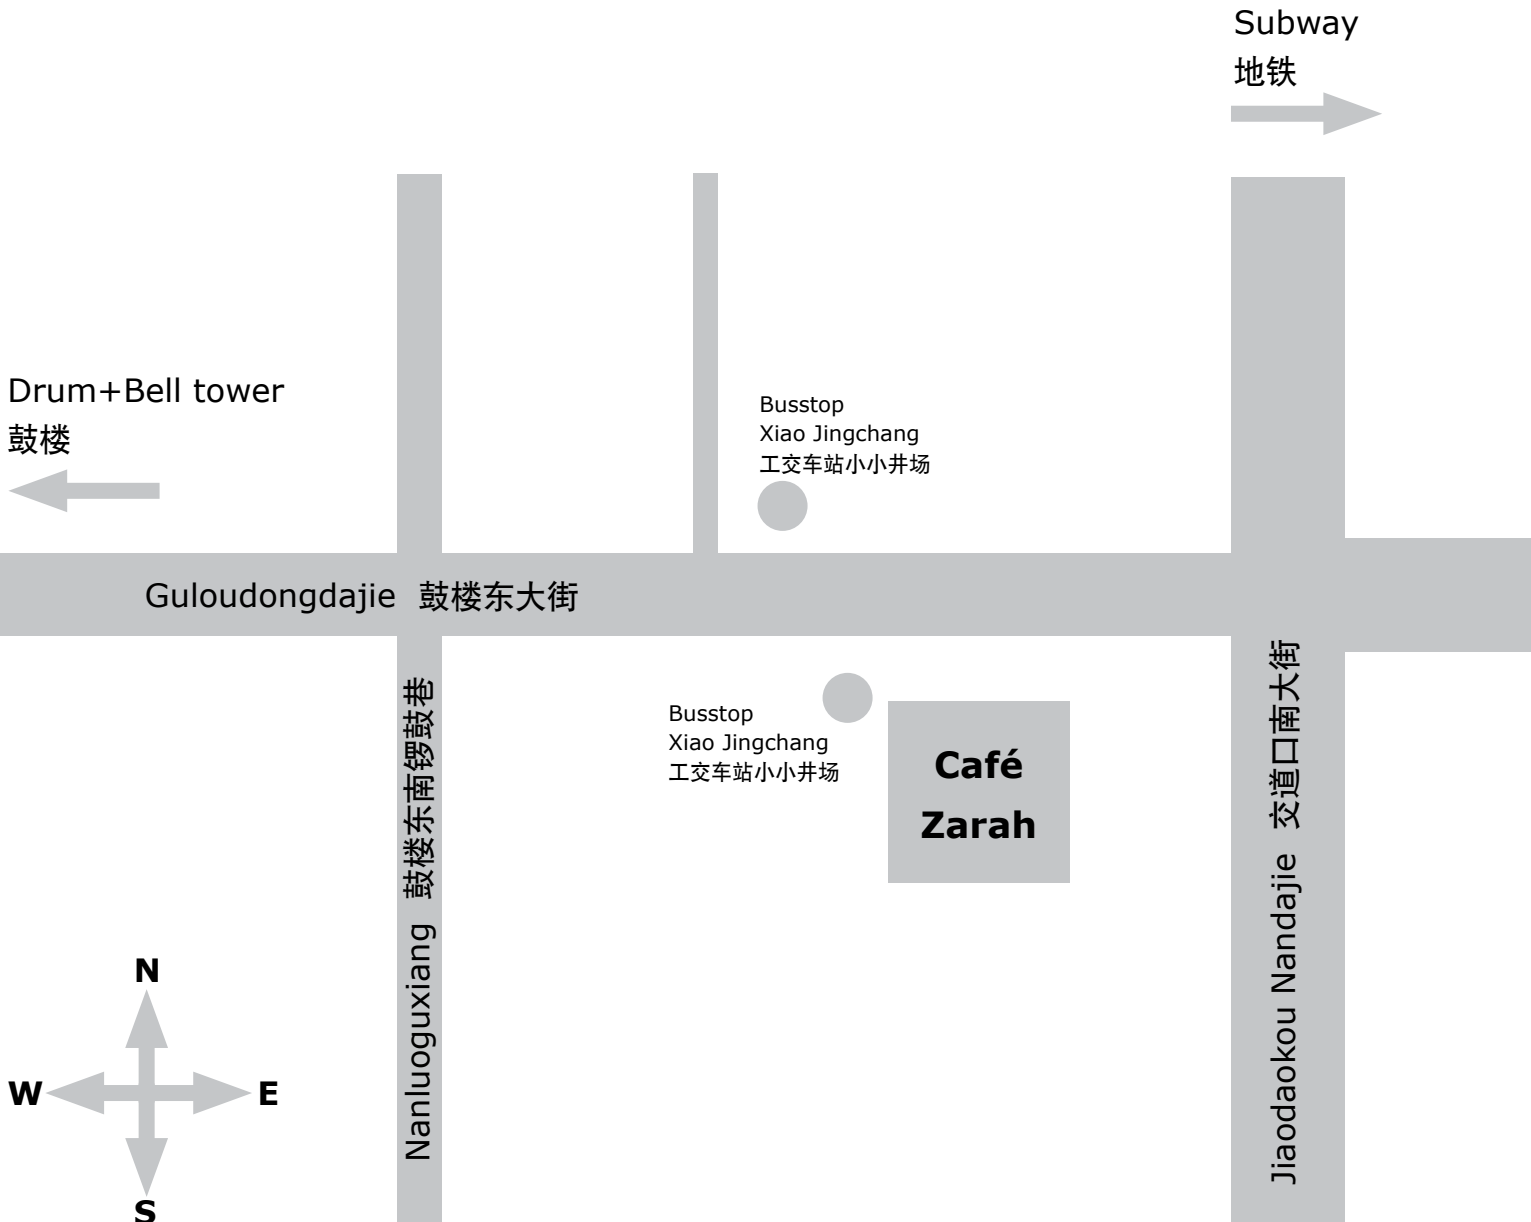 Subway
地铁
Drum+Bell tower
鼓楼
Busstop
Xiao Jingchang
工交车站小小井场
Guloudongdajie 鼓楼东大街
Busstop
Xiao Jingchang
工交车站小小井场
Café
Zarah
Nanluoguxiang 鼓楼东南锣鼓巷
Jiaodaokou Nandajie 交道口南大街
N
W
E
S